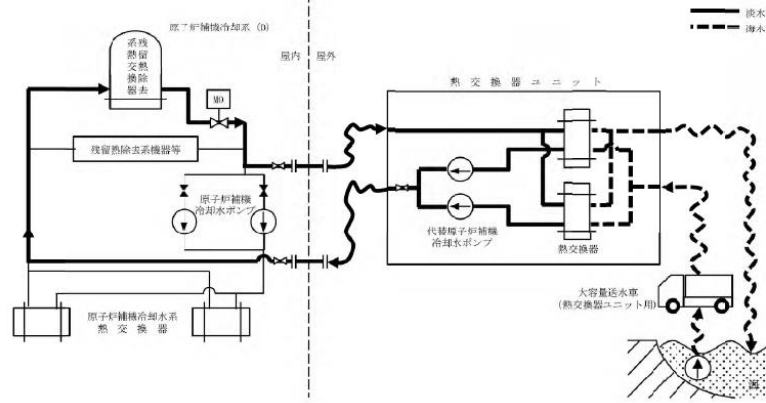 原子炉補機冷却系 (D)
淡水
海水
残留熱除去系熱交換器
屋内
屋外
MO
熱交換器ユニット
残留熱除去系機器等
原子炉補機
冷却水ポンプ
代替原子炉補機
冷却水ポンプ
熱交換器
大容量送水車
(熱交換器ユニット用)
原子炉補機冷却水系
熱交換器
海